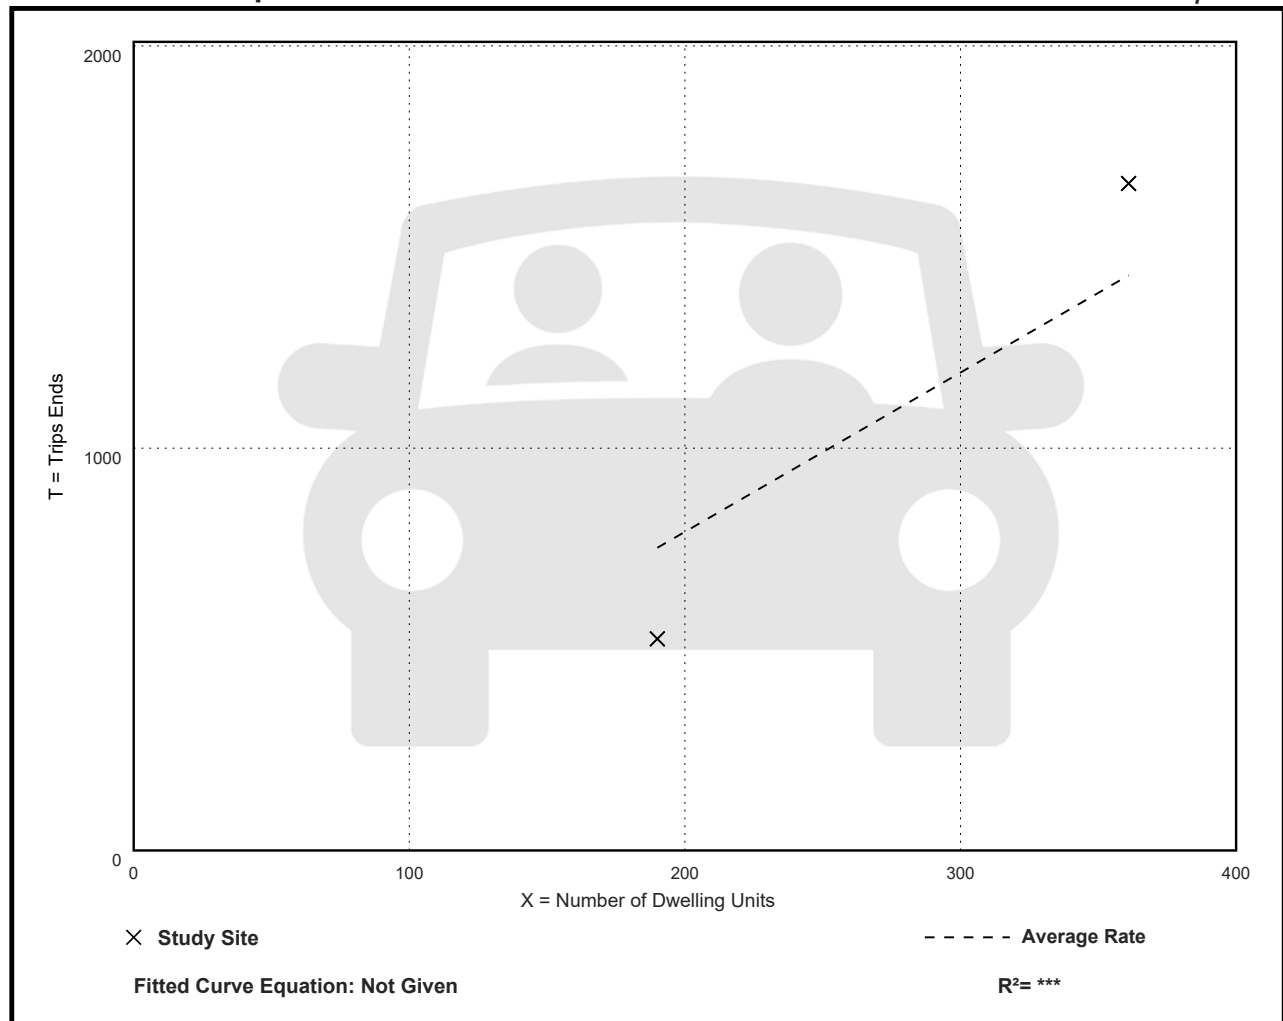 2000
T = Trips Ends
1000
0
0 100 200 300 400
X = Number of Dwelling Units
Study Site
Average Rate
Fitted Curve Equation: Not Given
R²= ***